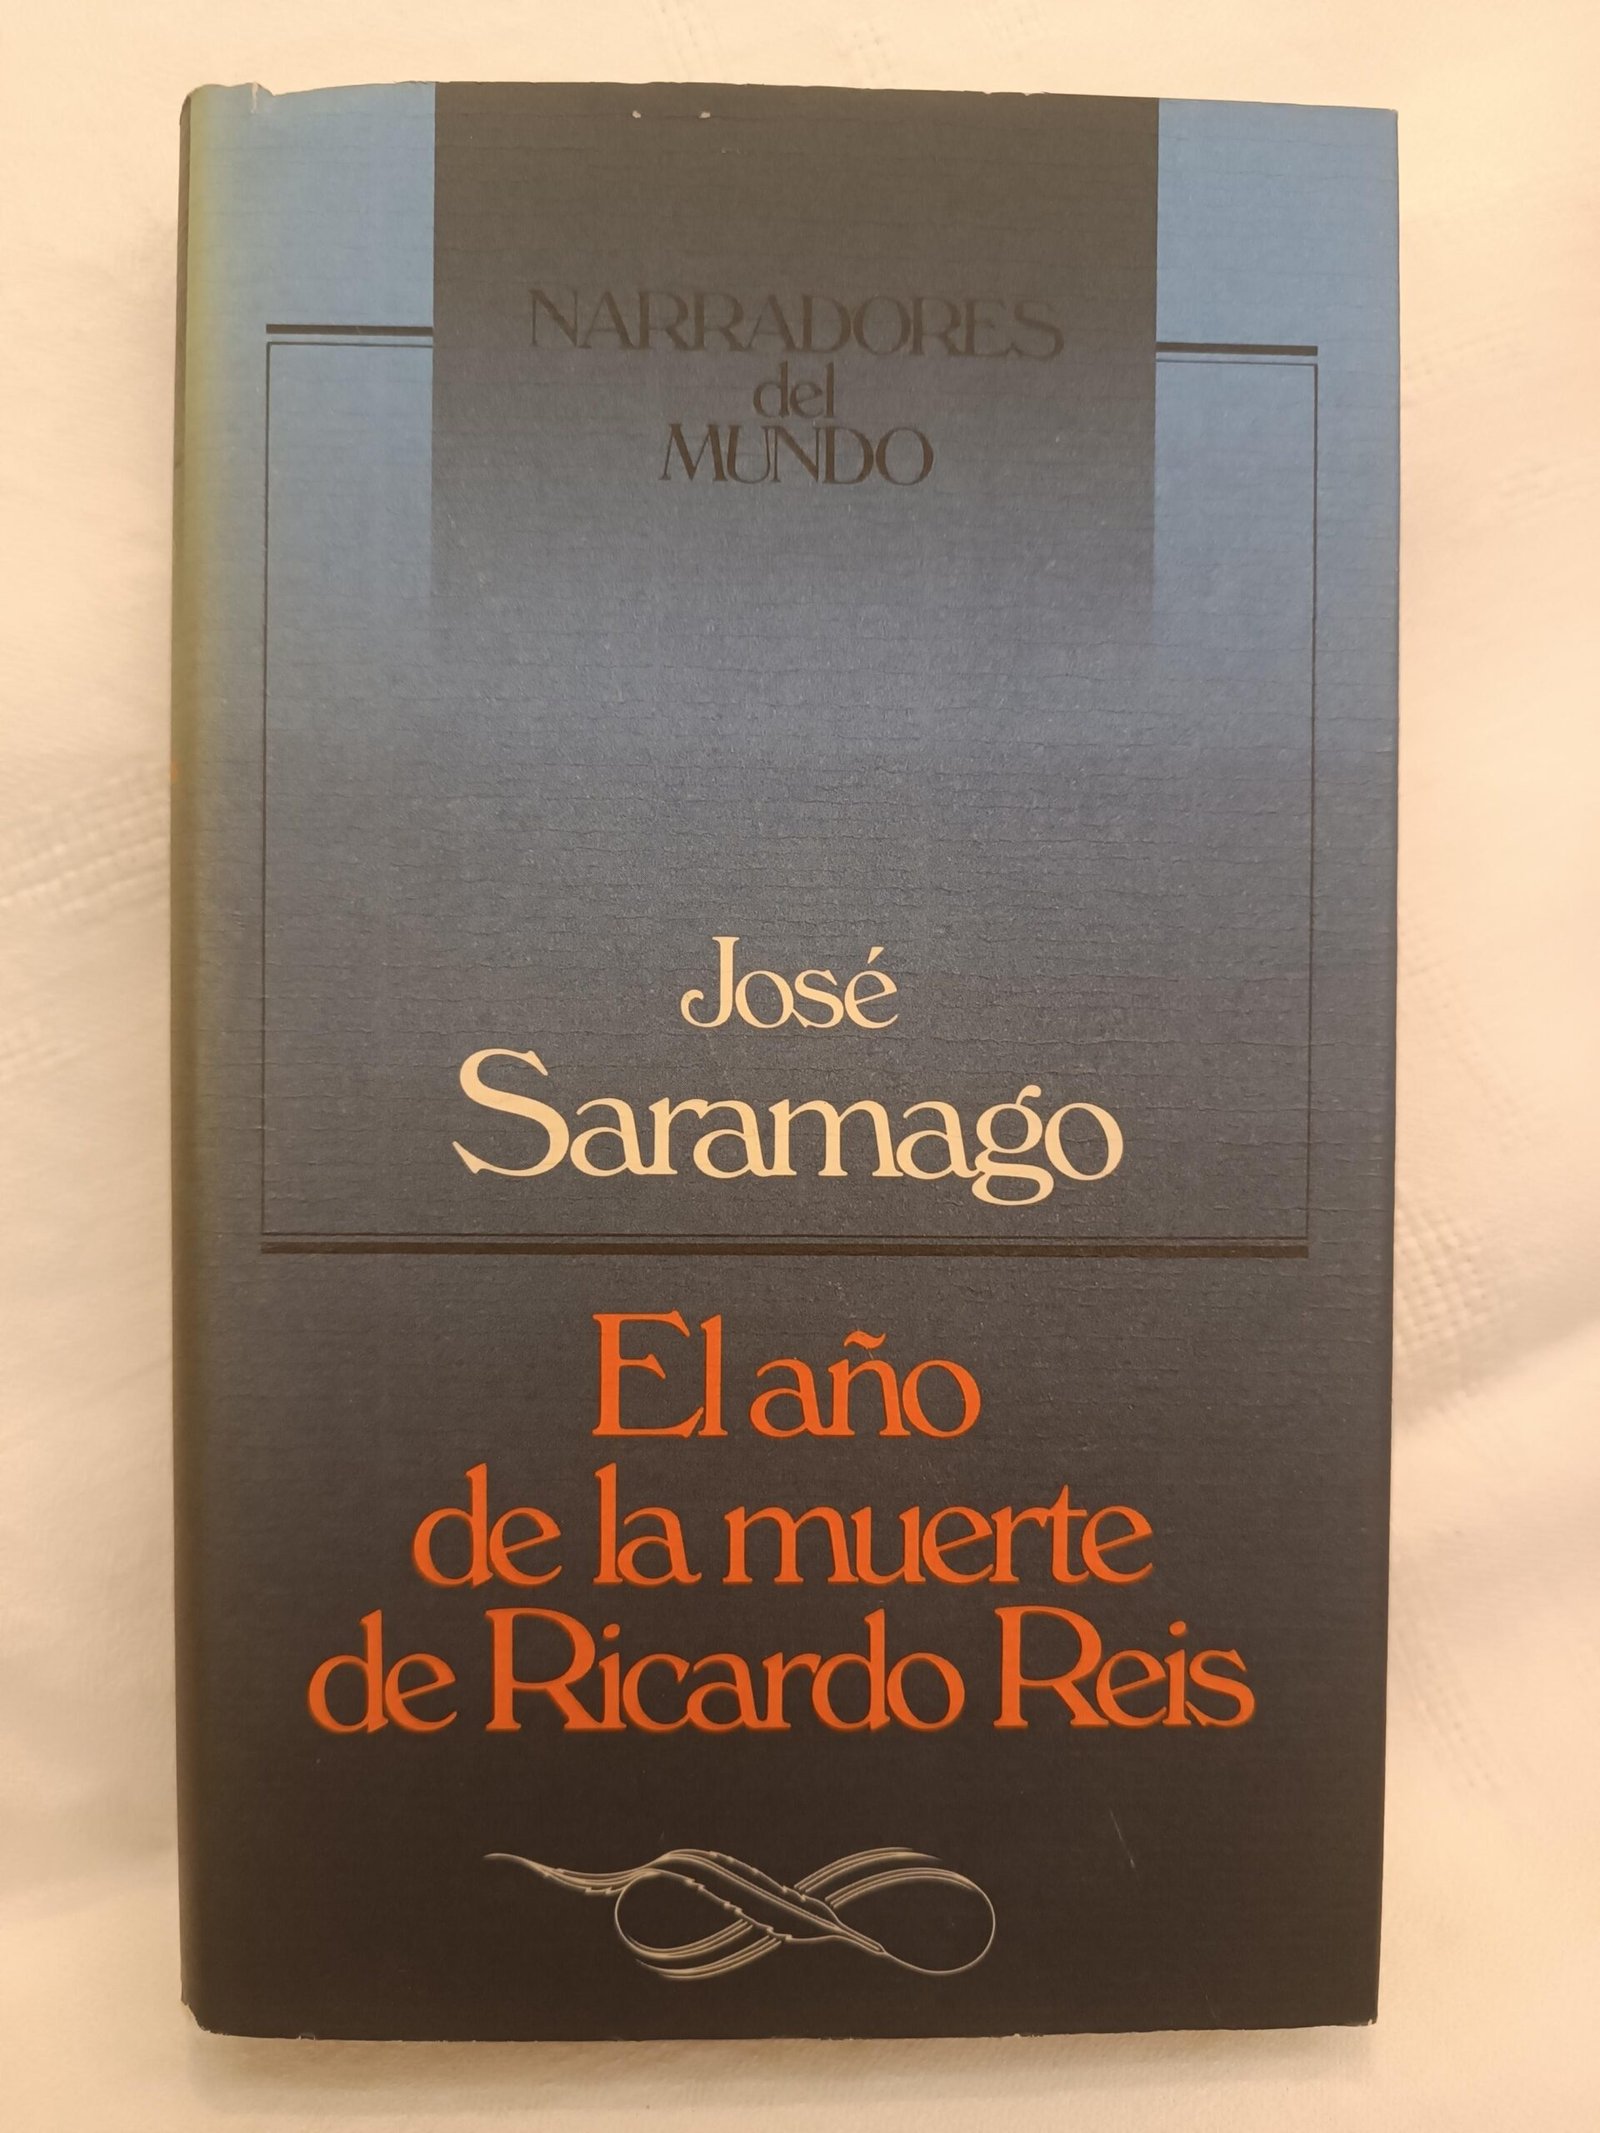 NARRADORES
del
MUNDO
José
Saramago
El año
de la muerte
de Ricardo Reis